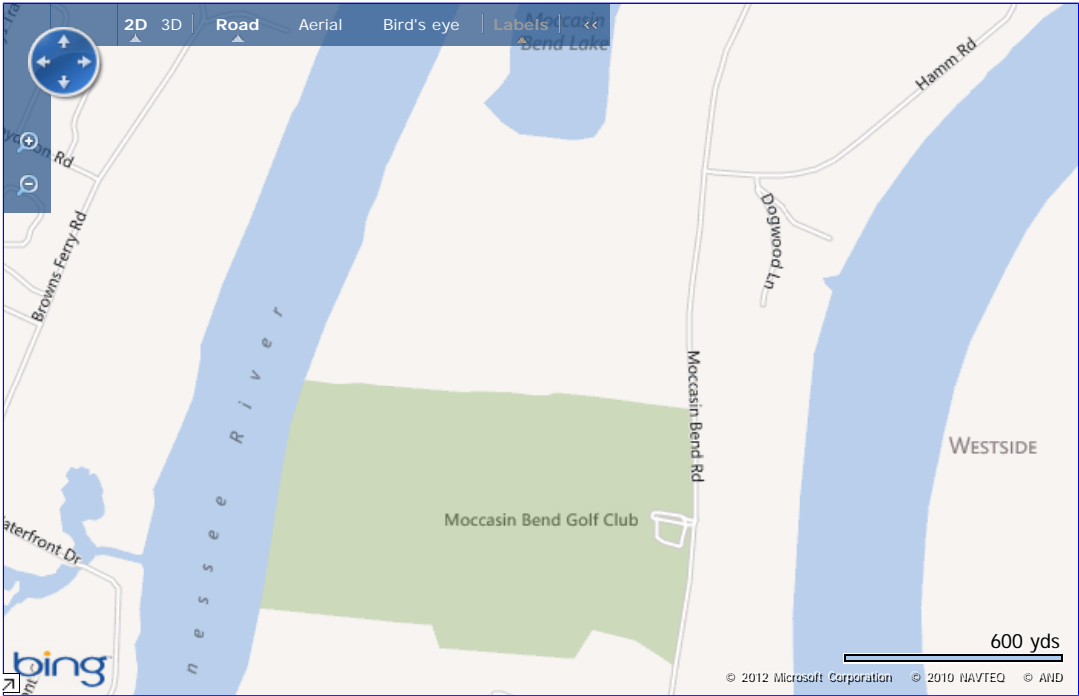 2D 3D Road Aerial Bird's eye Labels <<
Moccasin
Bend Lake
Hamm Rd
Rd
Browns Ferry Rd
Dogwood Ln
nessee River
Moccasin Bend Rd
WESTSIDE
Moccasin Bend Golf Club
aterfront Dr
600 yds
bing
© 2012 Microsoft Corporation © 2010 NAVTEQ © AND